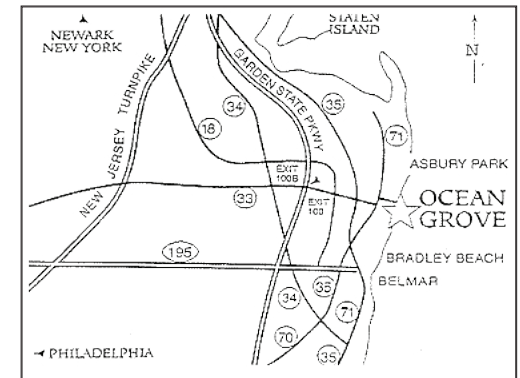 NEWARK
NEW YORK
STATEN
ISLAND
N
NEW JERSEY TURNPIKE
GARDEN STATE PKWY
34
35
18
71
ASBURY PARK
EXIT
100B
33
EXIT
100
OCEAN
GROVE
195
BRADLEY BEACH
BELMAR
34
35
71
70
35
PHILADELPHIA